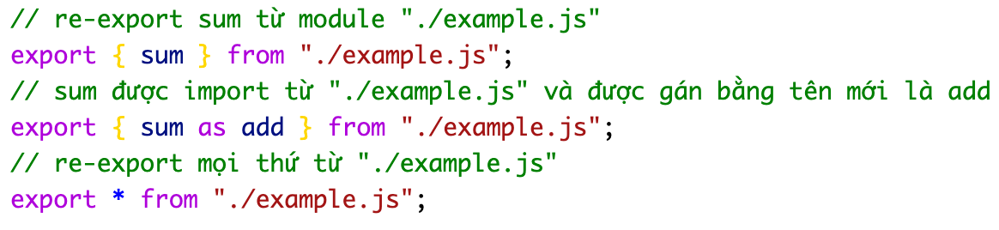 // re-export sum từ module "./example.js"
export { sum } from "./example.js";
// sum được import từ "./example.js" và được gán bằng tên mới là add
export { sum as add } from "./example.js";
// re-export mọi thứ từ "./example.js"
export * from "./example.js";